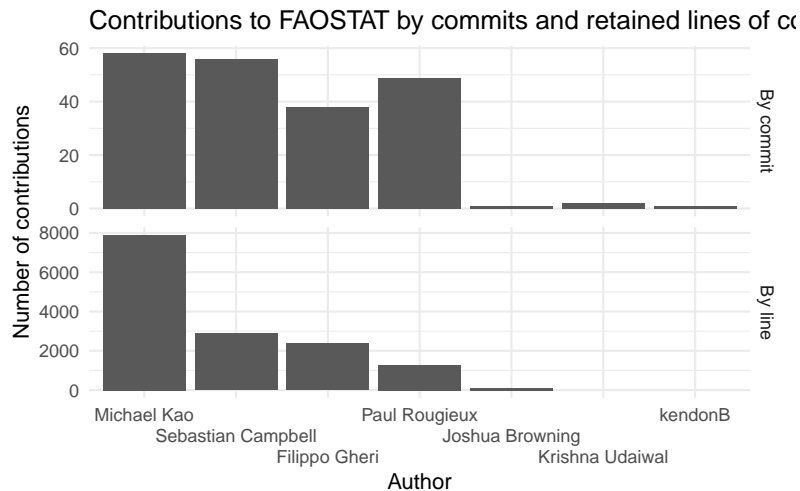 Contributions to FAOSTAT by commits and retained lines of co
Number of contributions
60
40
20
0
By commit
8000
6000
4000
2000
0
By line
Michael Kao
Sebastian Campbell
Filippo Gheri
Paul Rougieux
Joshua Browning
Krishna Udaiwal
kendonB
Author